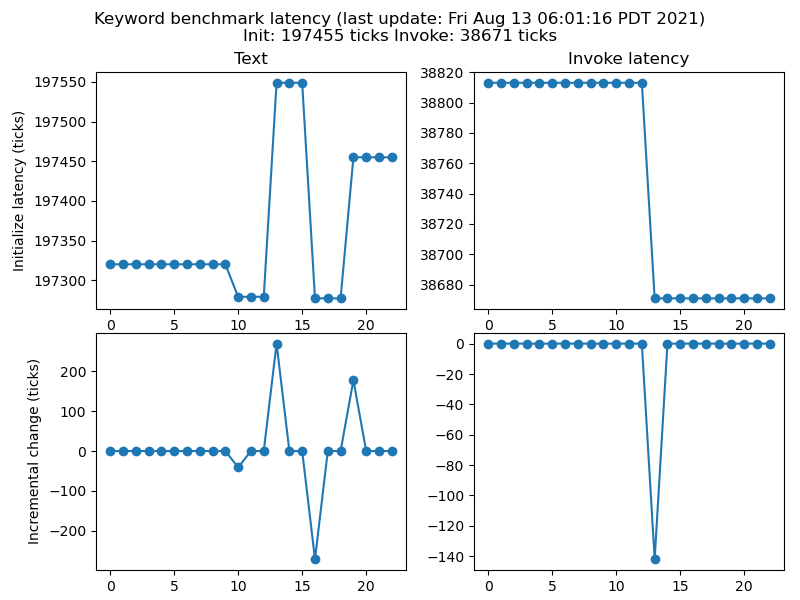 Keyword benchmark latency (last update: Fri Aug 13 06:01:16 PDT 2021)
Init: 197455 ticks Invoke: 38671 ticks
Text
Initialize latency (ticks)
197550
197500
197450
197400
197350
197300
0 5 10 15 20
Invoke latency
38820
38800
38780
38760
38740
38720
38700
38680
0 5 10 15 20
Incremental change (ticks)
200
100
0
−100
−200
0 5 10 15 20
0
−20
−40
−60
−80
−100
−120
−140
0 5 10 15 20